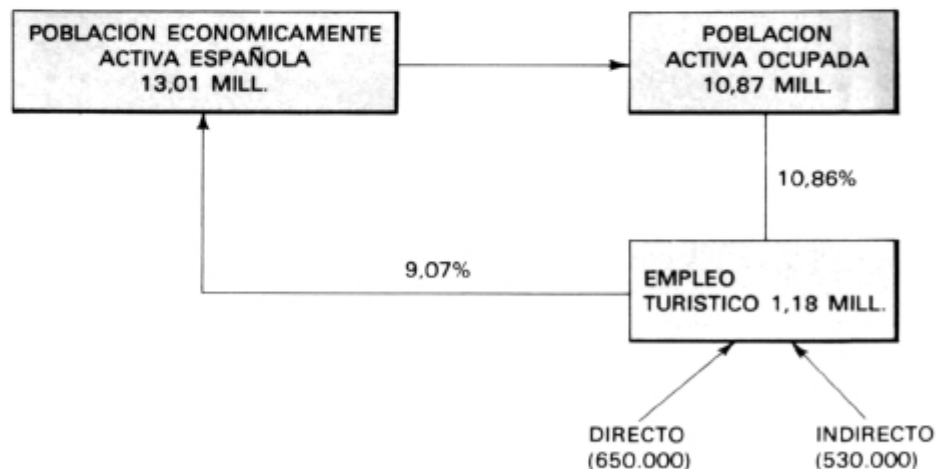 POBLACION ECONOMICAMENTE
ACTIVA ESPAÑOLA
13,01 MILL.
POBLACION
ACTIVA OCUPADA
10,87 MILL.
10,86%
9,07%
EMPLEO
TURISTICO 1,18 MILL.
DIRECTO
(650.000)
INDIRECTO
(530.000)